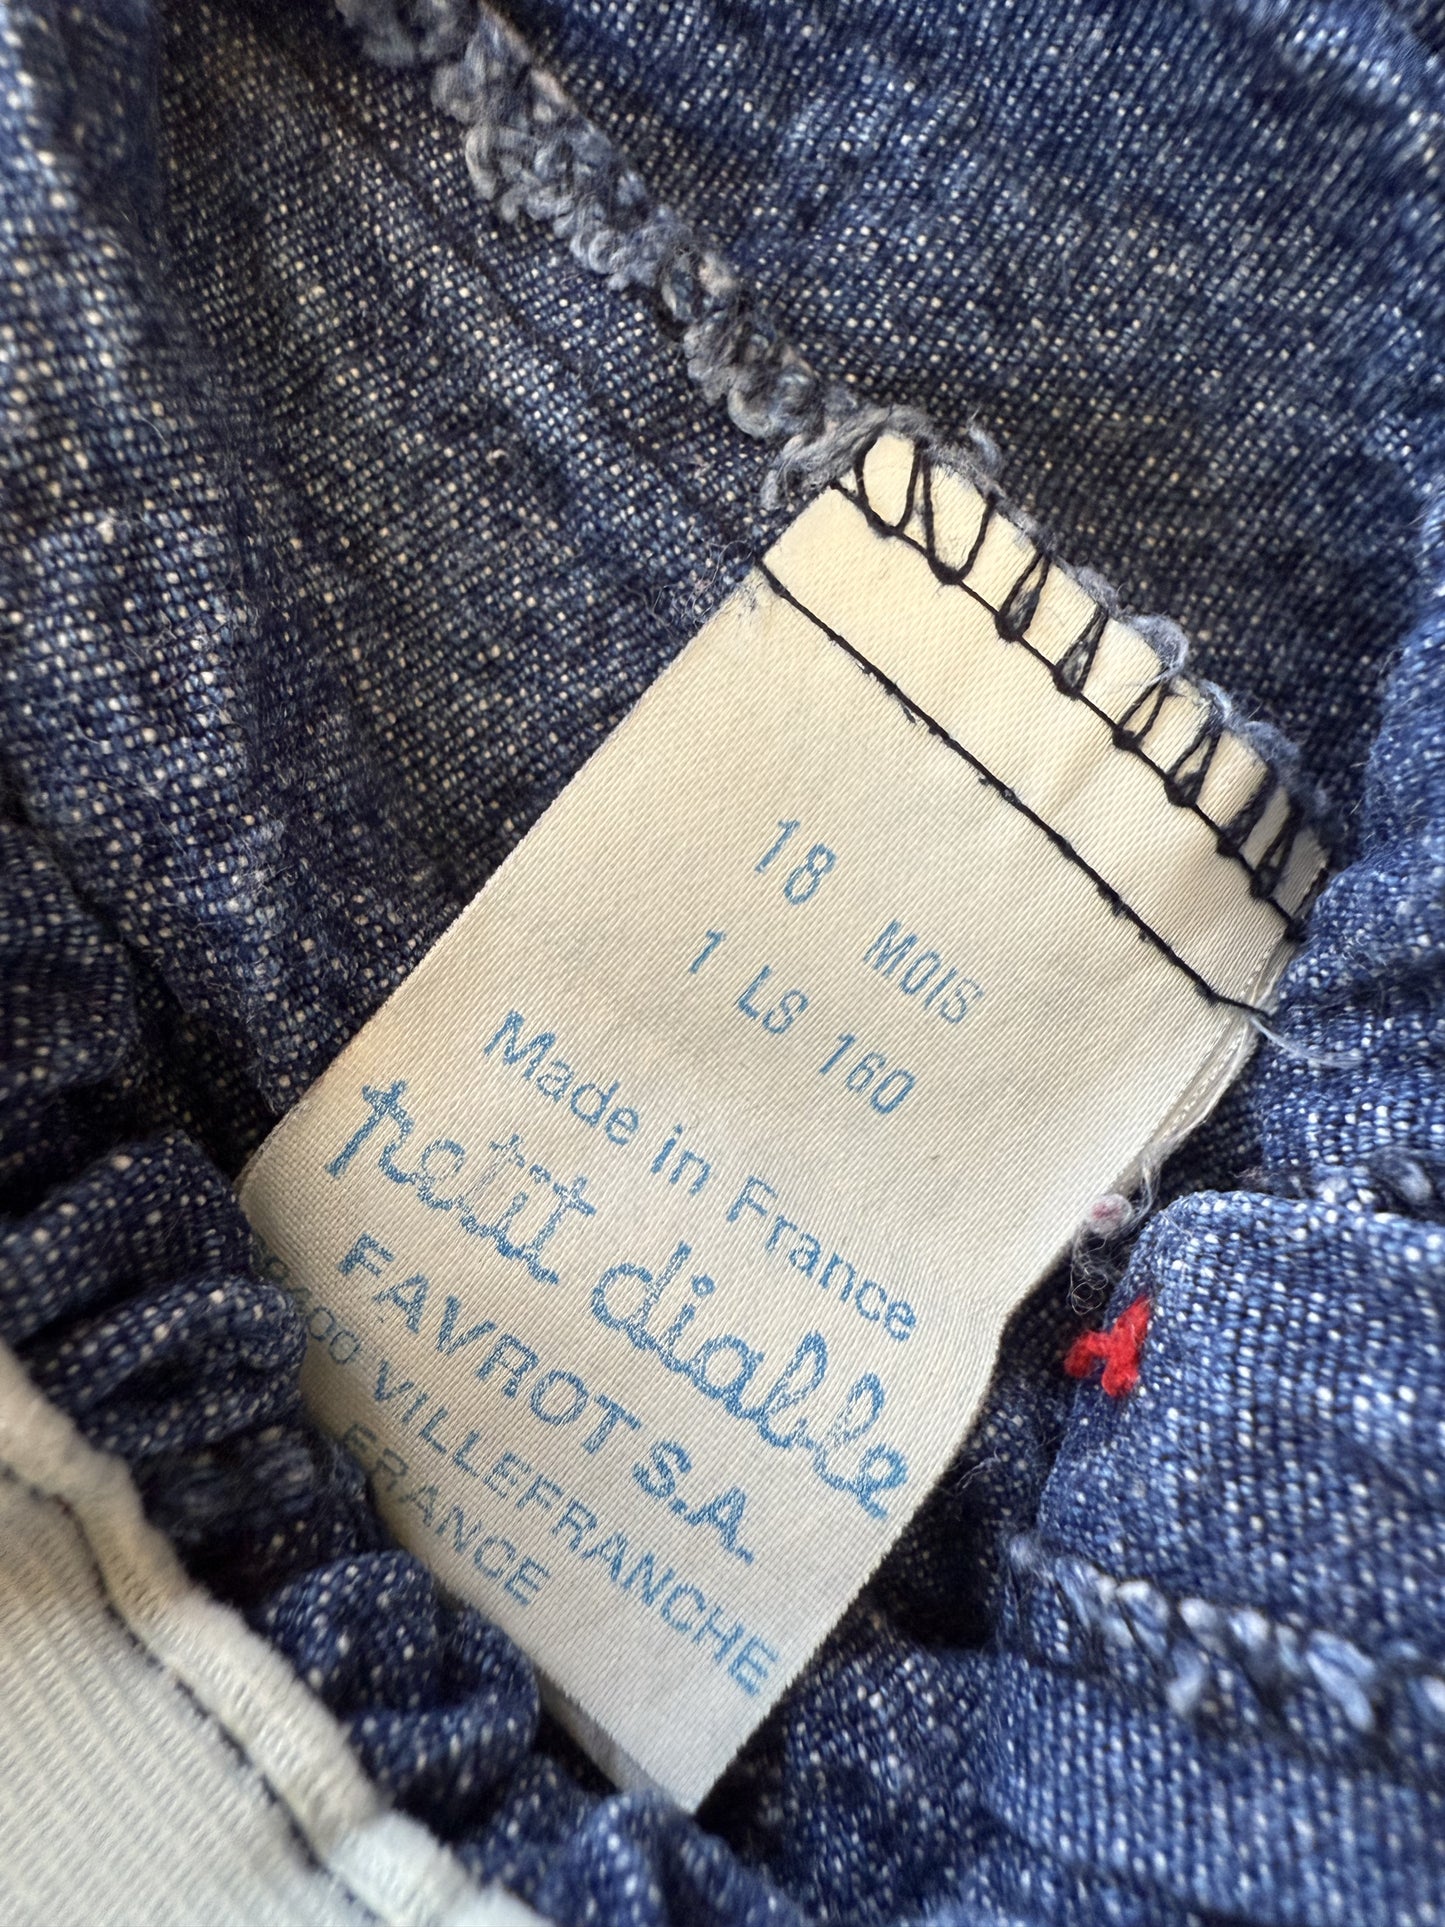 18 MOIS
1 LS 160
Made in France
petit diable
FAVROT S.A.
VILLEFRANCHE
FRANCE